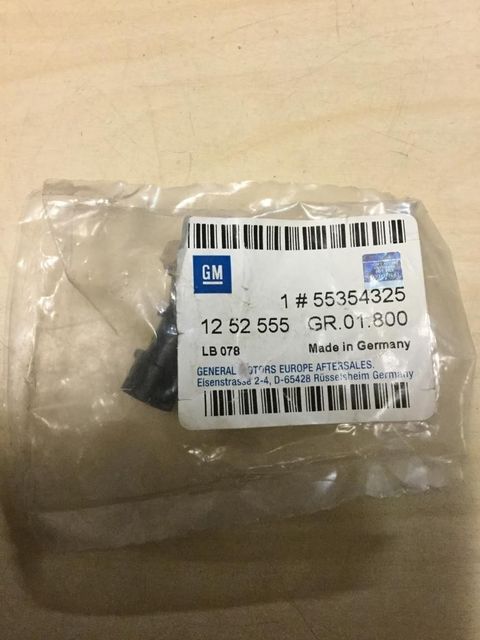 GM
1 # 55354325
12 52 555 GR.01.800
LB 078 Made in Germany
GENERAL MOTORS EUROPE AFTERSALES.
Eisenstrasse 2-4, D-65428 Rüsselsheim Germany